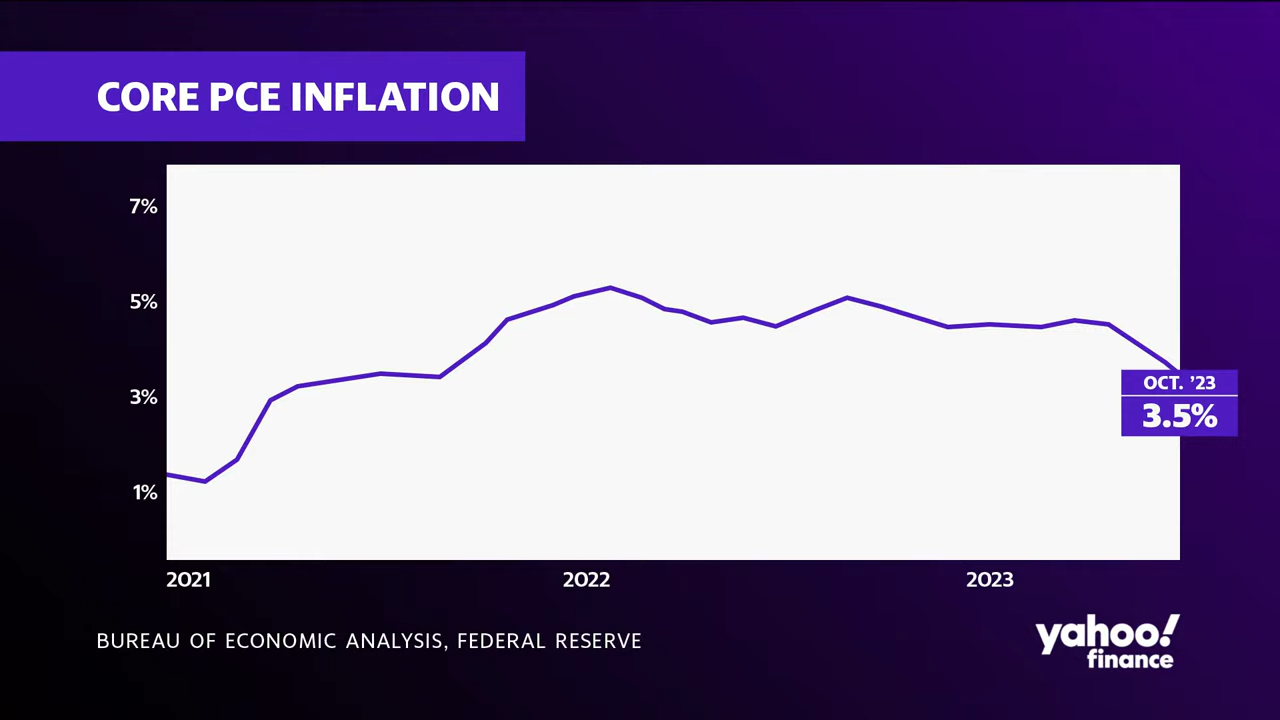 CORE PCE INFLATION
7%
5%
3%
1%
OCT. ’23
3.5%
2021
2022
2023
BUREAU OF ECONOMIC ANALYSIS, FEDERAL RESERVE
yahoo!
finance